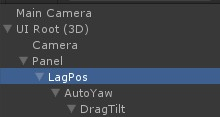 Main Camera
UI Root (3D)
Camera
Panel
LagPos
AutoYaw
DragTilt